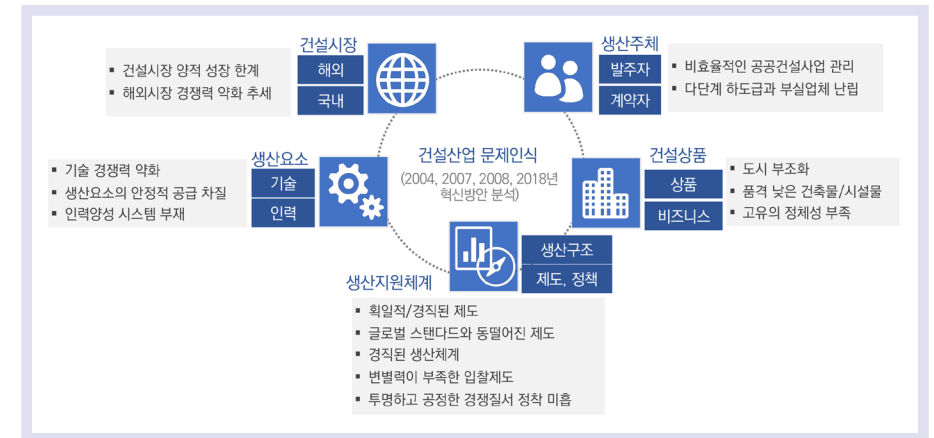 건설시장
해외
국내
▪ 건설시장 양적 성장 한계
▪ 해외시장 경쟁력 약화 추세
생산주체
발주자
계약자
▪ 비효율적인 공공건설사업 관리
▪ 다단계 하도급과 부실업체 난립
생산요소
기술
인력
▪ 기술 경쟁력 약화
▪ 생산요소의 안정적 공급 차질
▪ 인력양성 시스템 부재
건설산업 문제인식
(2004, 2007, 2008, 2018년
혁신방안 분석)
건설상품
상품
비즈니스
▪ 도시 부조화
▪ 품격 낮은 건축물/시설물
▪ 고유의 정체성 부족
생산지원체계
생산구조
제도, 정책
▪ 획일적/경직된 제도
▪ 글로벌 스탠다드와 동떨어진 제도
▪ 경직된 생산체계
▪ 변별력이 부족한 입찰제도
▪ 투명하고 공정한 경쟁질서 정착 미흡